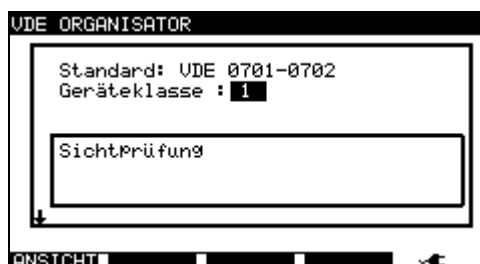 VDE ORGANISATOR
Standard: VDE 0701-0702
Geräteklasse : 1
Sichtprüfung
ANSICHT